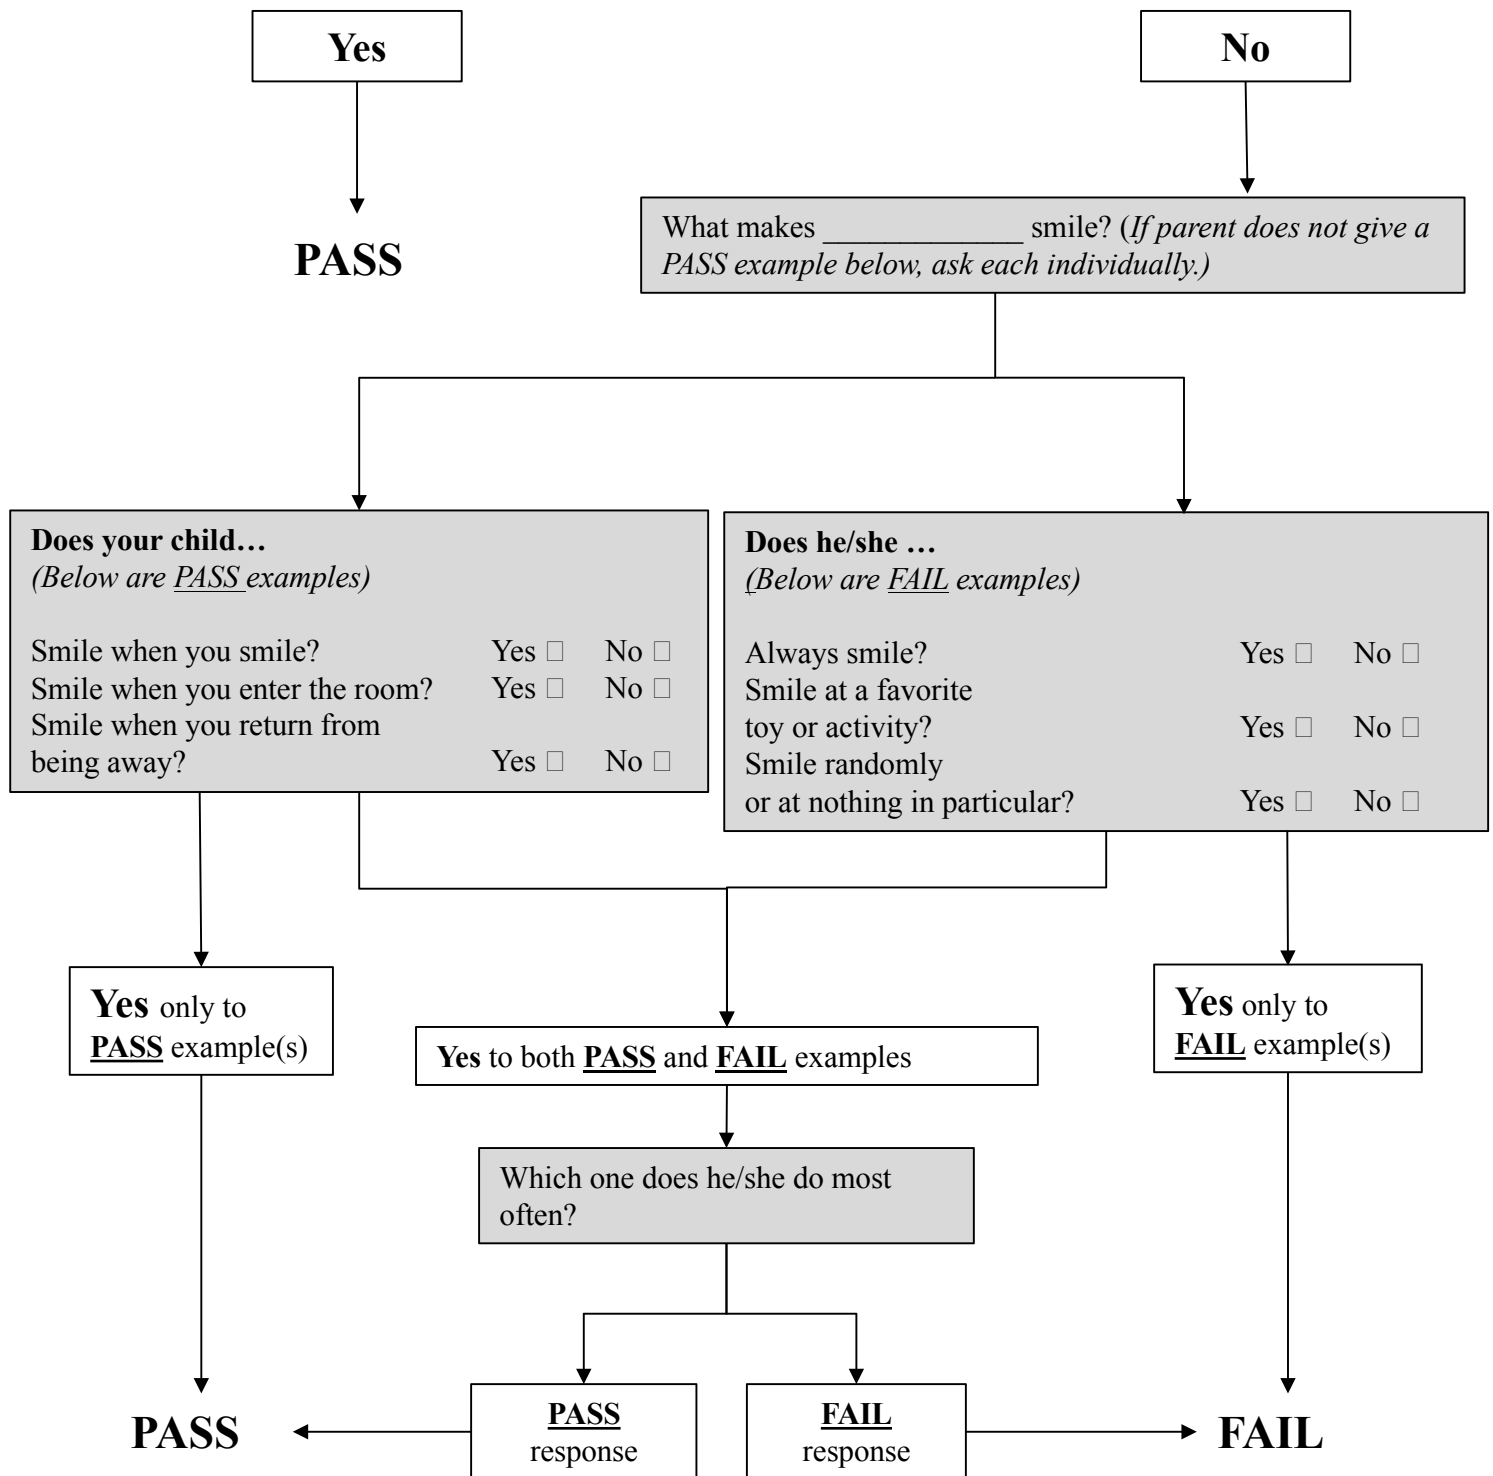 Yes
No
PASS
What makes _____________ smile? (If parent does not give a
PASS example below, ask each individually.)
Does your child…
(Below are PASS examples)
Smile when you smile? Yes □ No □
Smile when you enter the room? Yes □ No □
Smile when you return from
being away? Yes □ No □
Does he/she …
(Below are FAIL examples)
Always smile? Yes □ No □
Smile at a favorite
toy or activity? Yes □ No □
Smile randomly
or at nothing in particular? Yes □ No □
Yes only to
PASS example(s)
Yes to both PASS and FAIL examples
Yes only to
FAIL example(s)
Which one does he/she do most
often?
PASS
PASS
response
FAIL
response
FAIL